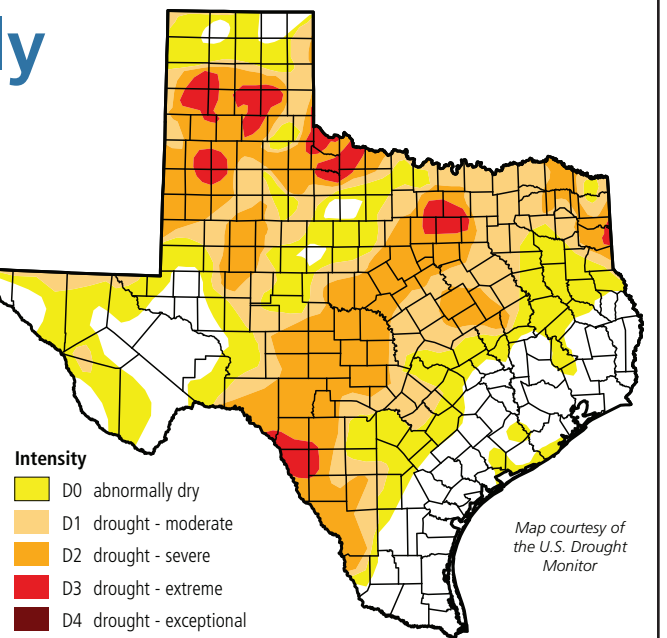 ly
Intensity
D0 abnormally dry
D1 drought - moderate
D2 drought - severe
D3 drought - extreme
D4 drought - exceptional
Map courtesy of
the U.S. Drought
Monitor